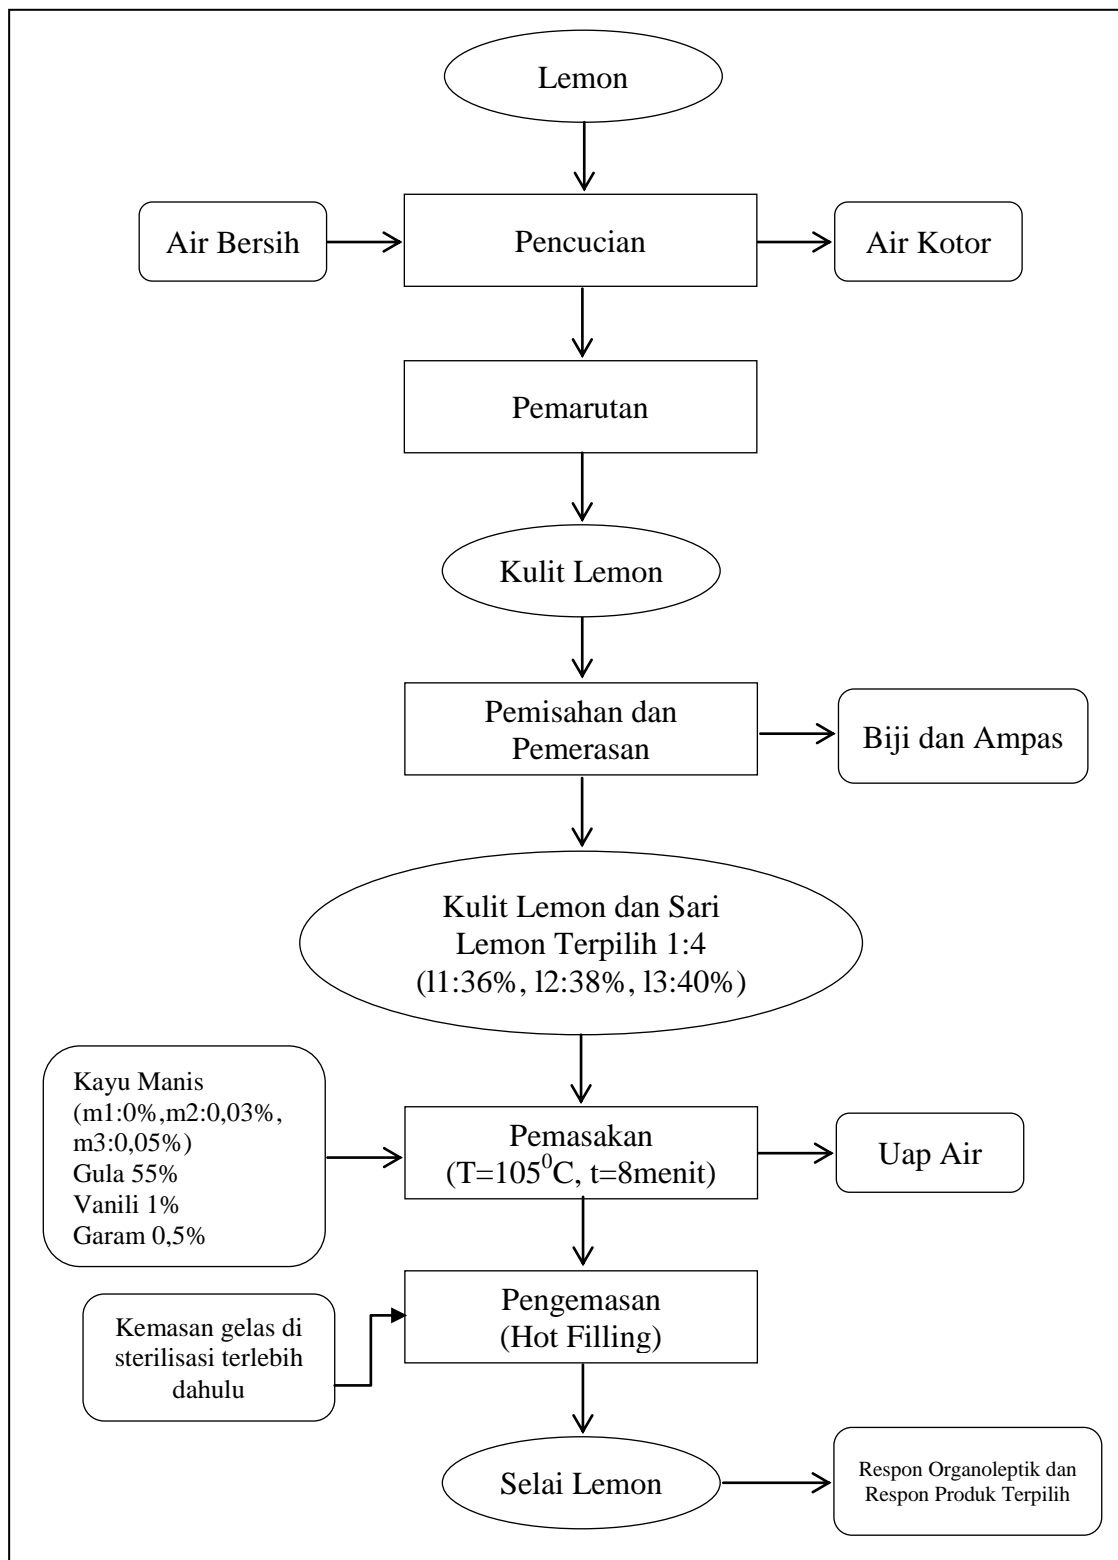 Lemon
Air Bersih
Pencucian
Air Kotor
Pemarutan
Kulit Lemon
Pemisahan dan
Pemerasan
Biji dan Ampas
Kulit Lemon dan Sari
Lemon Terpilih 1:4
(l1:36%, l2:38%, l3:40%)
Kayu Manis
(m1:0%,m2:0,03%,
m3:0,05%)
Gula 55%
Vanili 1%
Garam 0,5%
Pemasakan
(T=105⁰C, t=8menit)
Uap Air
Pengemasan
(Hot Filling)
Kemasan gelas di
sterilisasi terlebih
dahulu
Selai Lemon
Respon Organoleptik dan
Respon Produk Terpilih